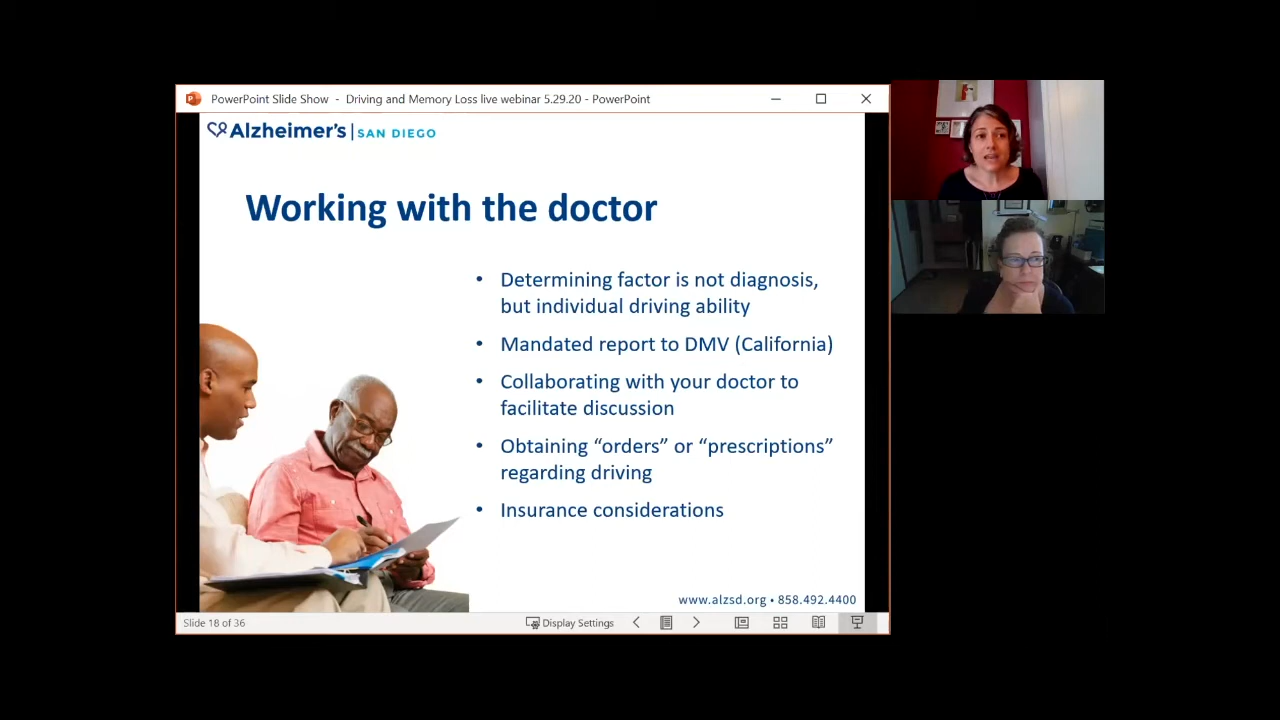 PowerPoint Slide Show - Driving and Memory Loss live webinar 5.29.20 - PowerPoint
Alzheimer's | SAN DIEGO
Working with the doctor
• Determining factor is not diagnosis,
but individual driving ability
• Mandated report to DMV (California)
• Collaborating with your doctor to
facilitate discussion
• Obtaining “orders” or “prescriptions”
regarding driving
• Insurance considerations
www.alzsd.org • 858.492.4400
Slide 18 of 36
Display Settings